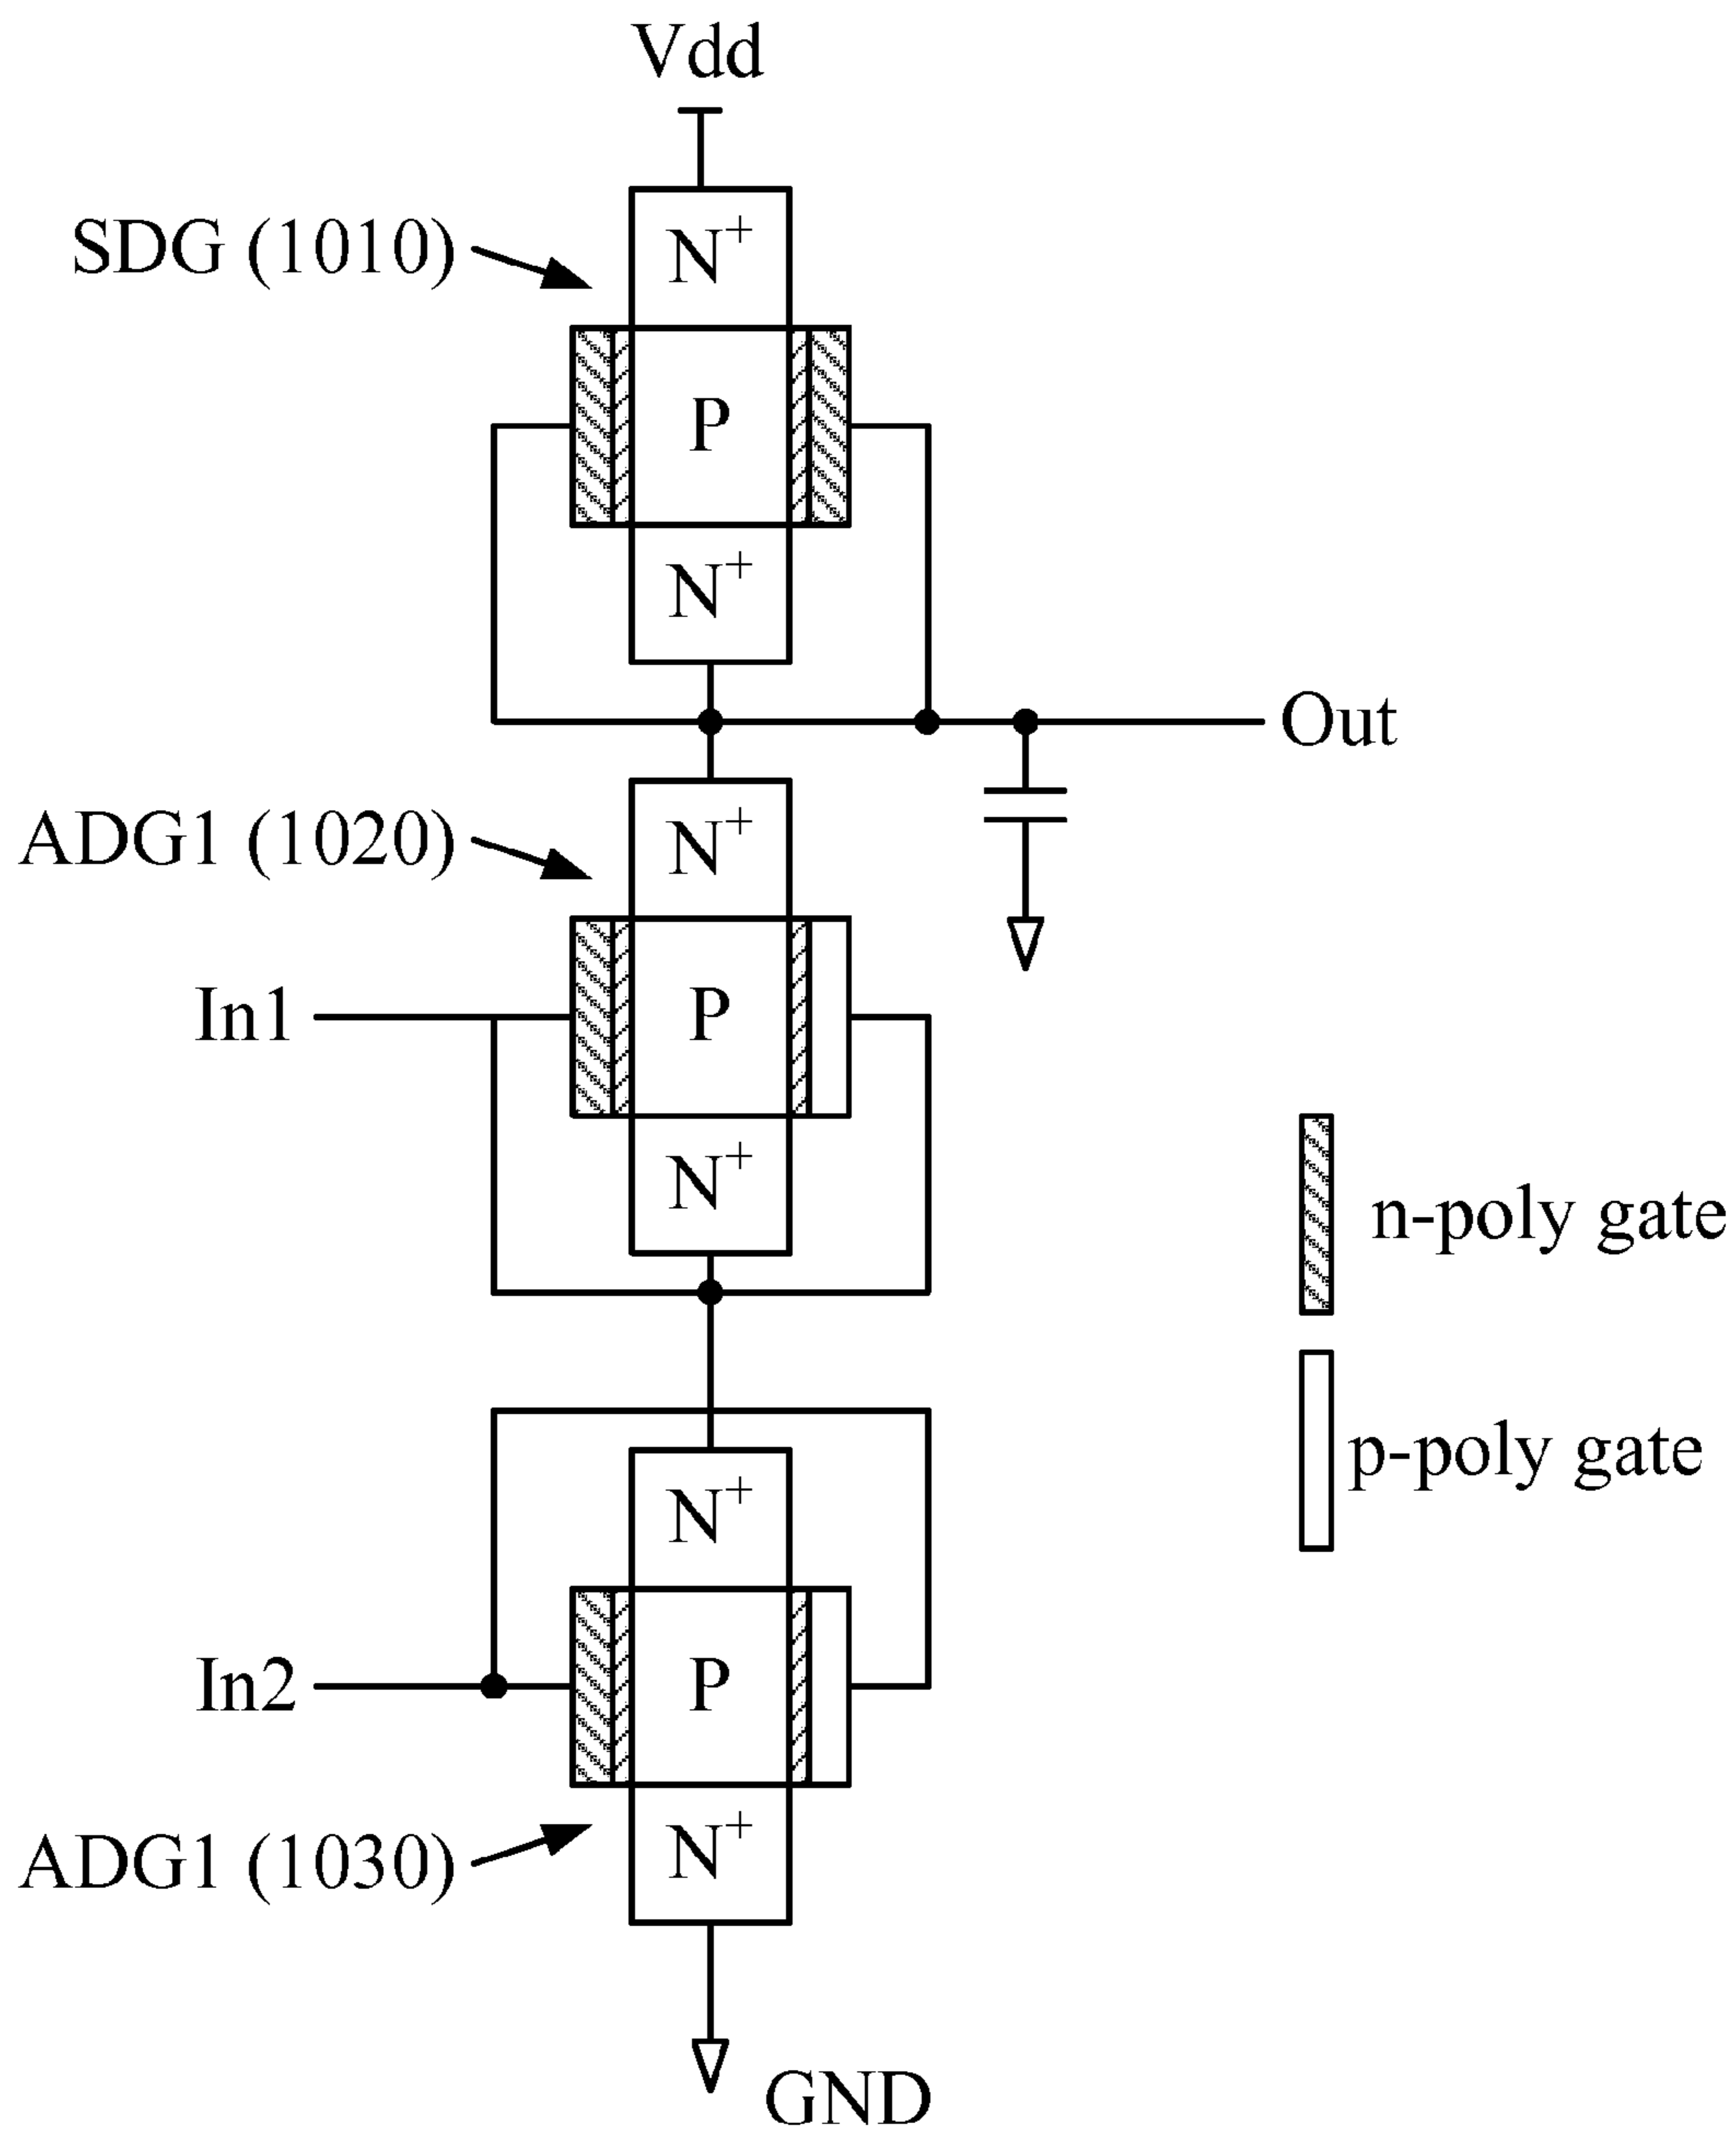 Vdd
SDG (1010)
N+
P
N+
Out
ADG1 (1020)
N+
In1
P
N+
n-poly gate
p-poly gate
N+
In2
P
ADG1 (1030)
N+
GND